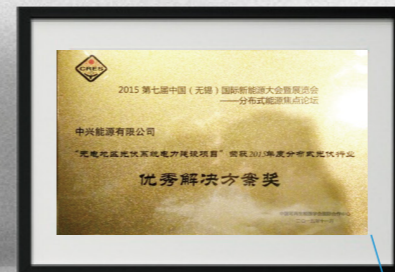 CRES
2015 第七届中国（无锡）国际新能源大会暨展览会
——分布式能源焦点论坛
中兴能源有限公司
“无电地区光伏系统电力建设项目”荣获2015年度分布式光伏行业
优秀解决方案奖